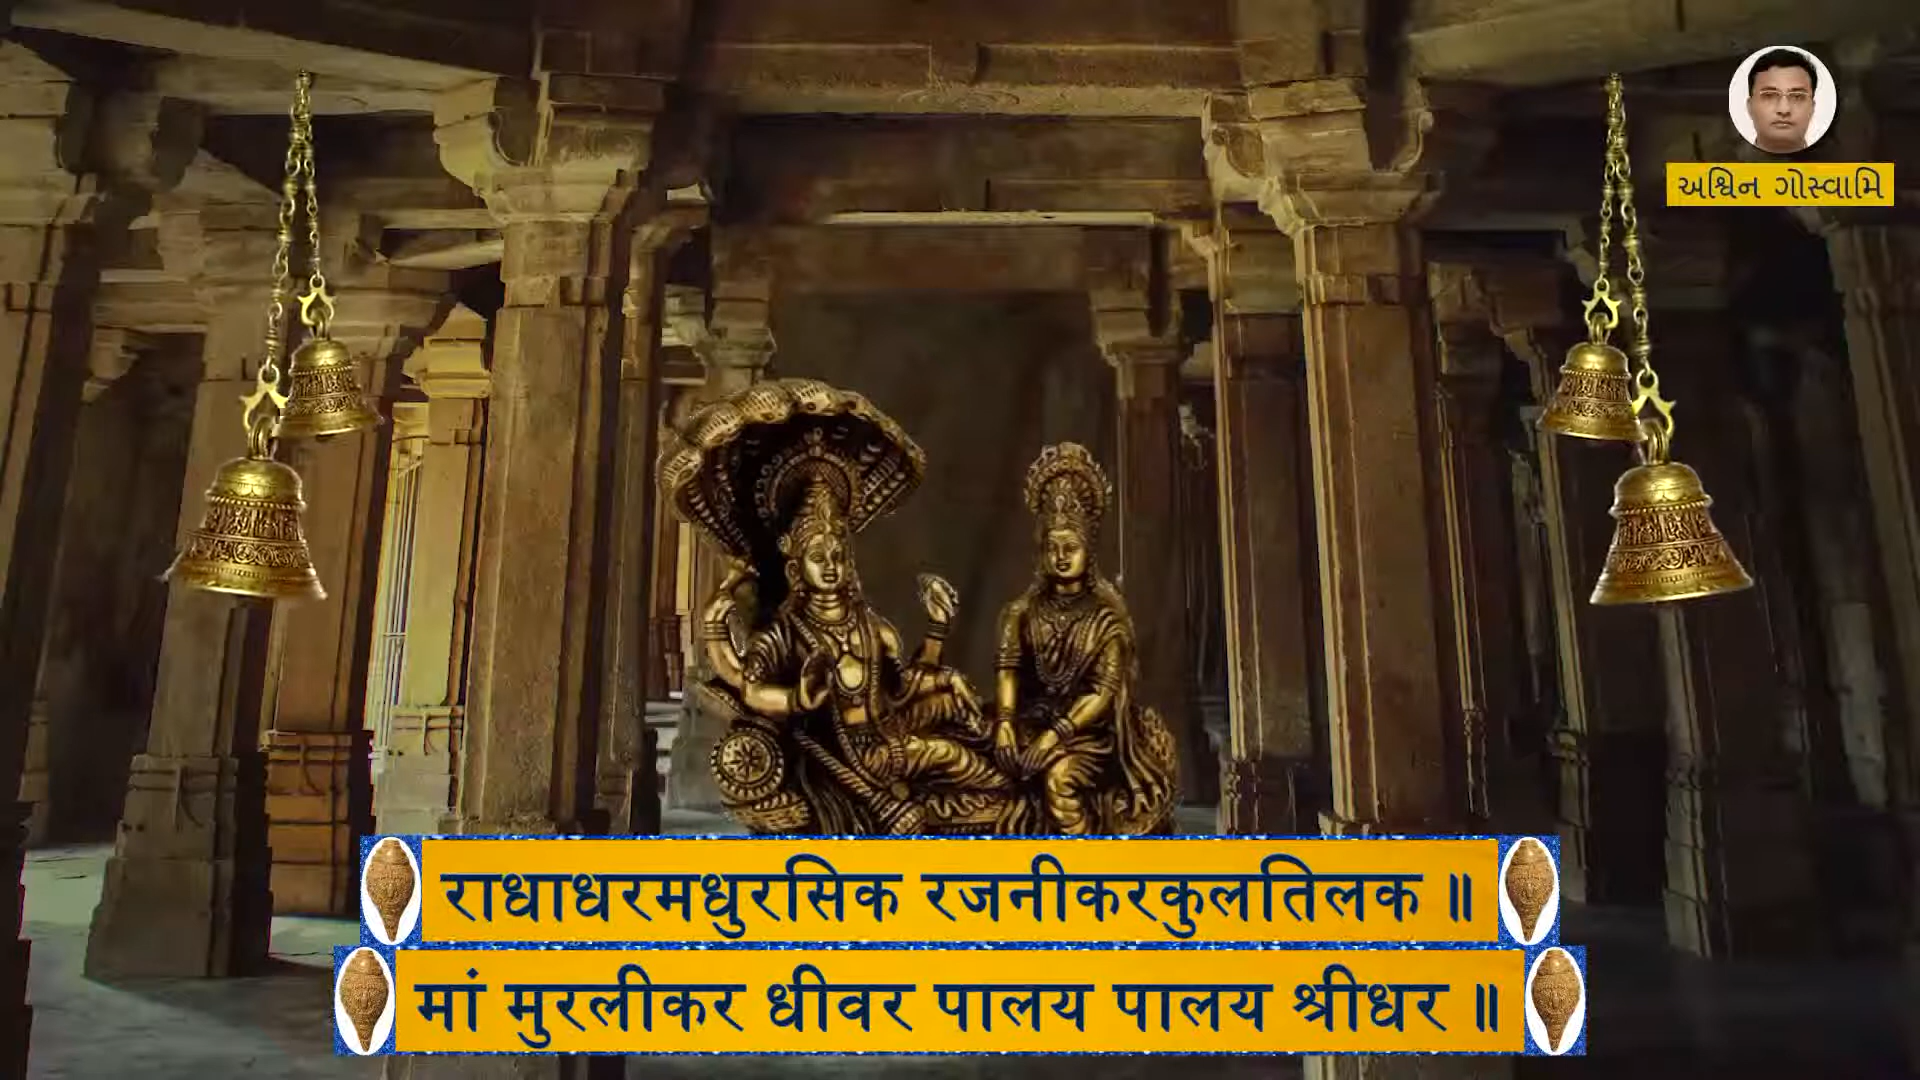 અશ્વિન ગોસ્વામિ
राधाधरमधुरसिक रजनीकरकुलतिलक ॥
मां मुरलीकर धीवर पालय पालय श्रीधर ॥